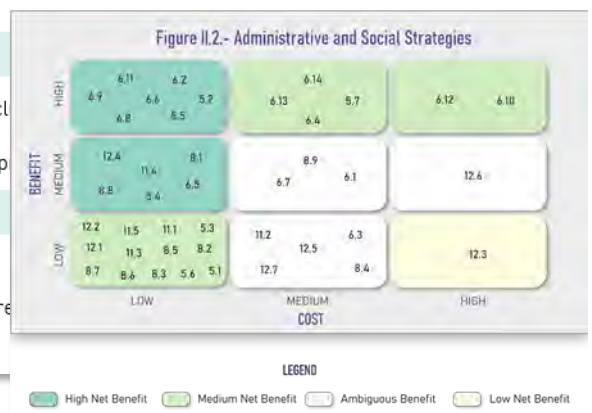 Figure II.2.- Administrative and Social Strategies
BENEFIT
HIGH
6.11 6.2
6.9 6.6 5.2
6.8 5.5
6.14
6.13 5.7
6.4
6.12 6.10
MEDIUM
12.4 8.1
11.4
8.8 5.4 6.5
8.9
6.7 6.1
12.6
LOW
12.2 11.5 11.1 5.3
12.1 11.3 8.5 8.2
8.7 8.6 8.3 5.6 5.1
11.2 6.3
12.5
12.7 8.4
12.3
LOW MEDIUM HIGH
COST
LEGEND
High Net Benefit Medium Net Benefit Ambiguous Benefit Low Net Benefit